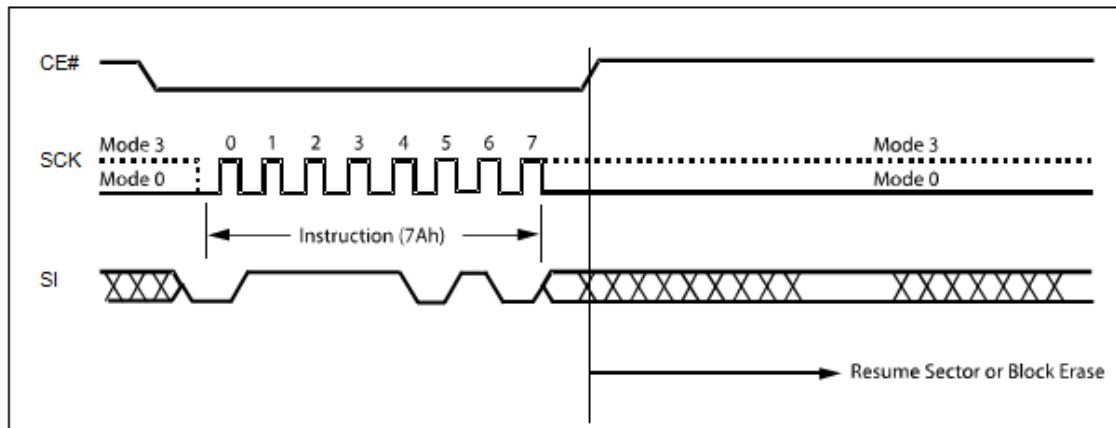 CE#
Mode 3
0 1 2 3 4 5 6 7
Mode 3
SCK
Mode 0
Mode 0
Instruction (7Ah)
SI
Resume Sector or Block Erase